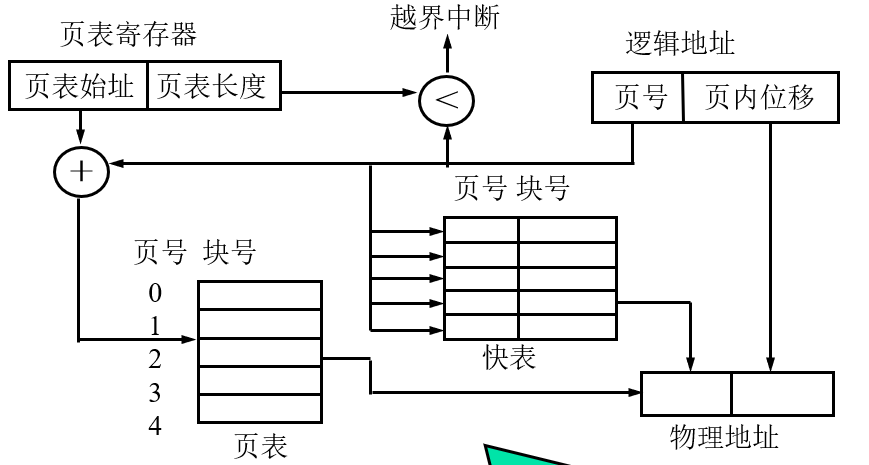 越界中断
页表寄存器
逻辑地址
页表始址 页表长度
<
页号 页内位移
+
页号 块号
页号 块号
0
1
2
3
4
快表
页表
物理地址